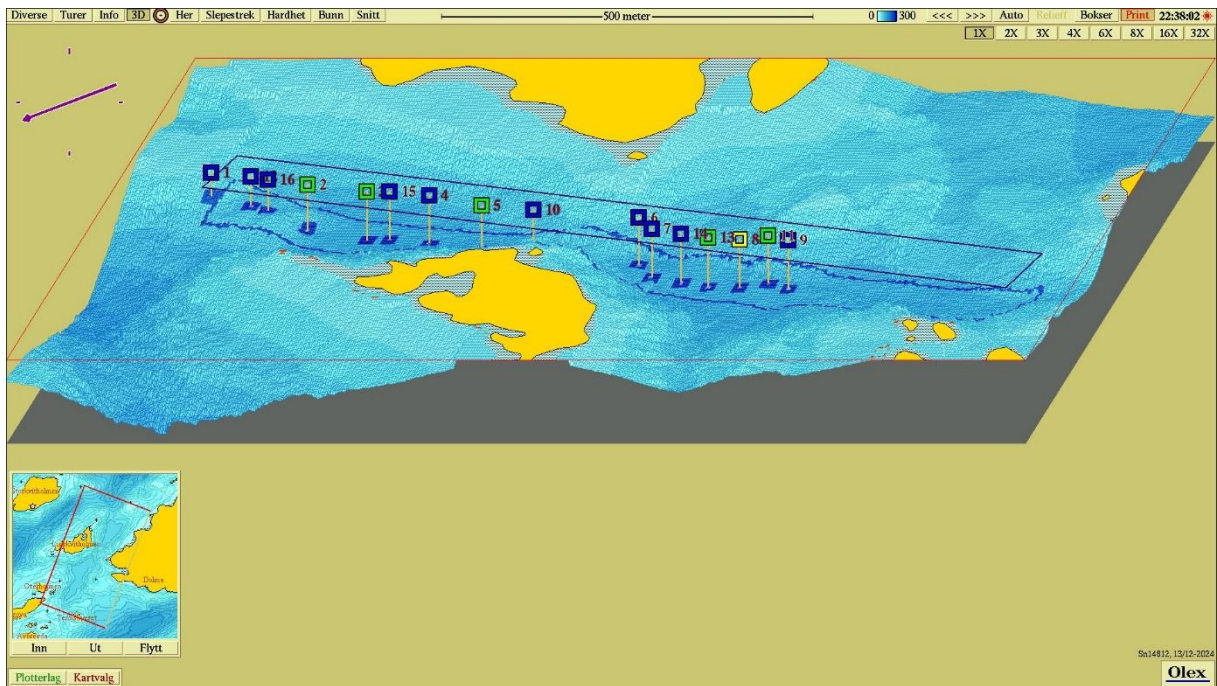 Diverse Turer Info 3D Her Slepestrek Hardhet Bunn Snitt 500 meter 0 300 <<< >>> Auto Relieff Bokser Print 22:38:02
1X 2X 3X 4X 6X 8X 16X 32X
1
16
2
15
4
5
10
6
7
14
13
8
9
Dolma
Inn Ut Flytt
Sn14812, 13/12-2024
Plotterlag Kartvalg
Olex